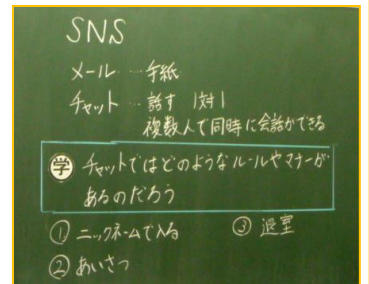 SNS
メール……手紙
チャット…話す 1対1
複数人で同時に会話ができる
学 チャットではどのようなルールやマナーが
あるのだろう
① ニックネームで入る ③ 退室
② あいさつ